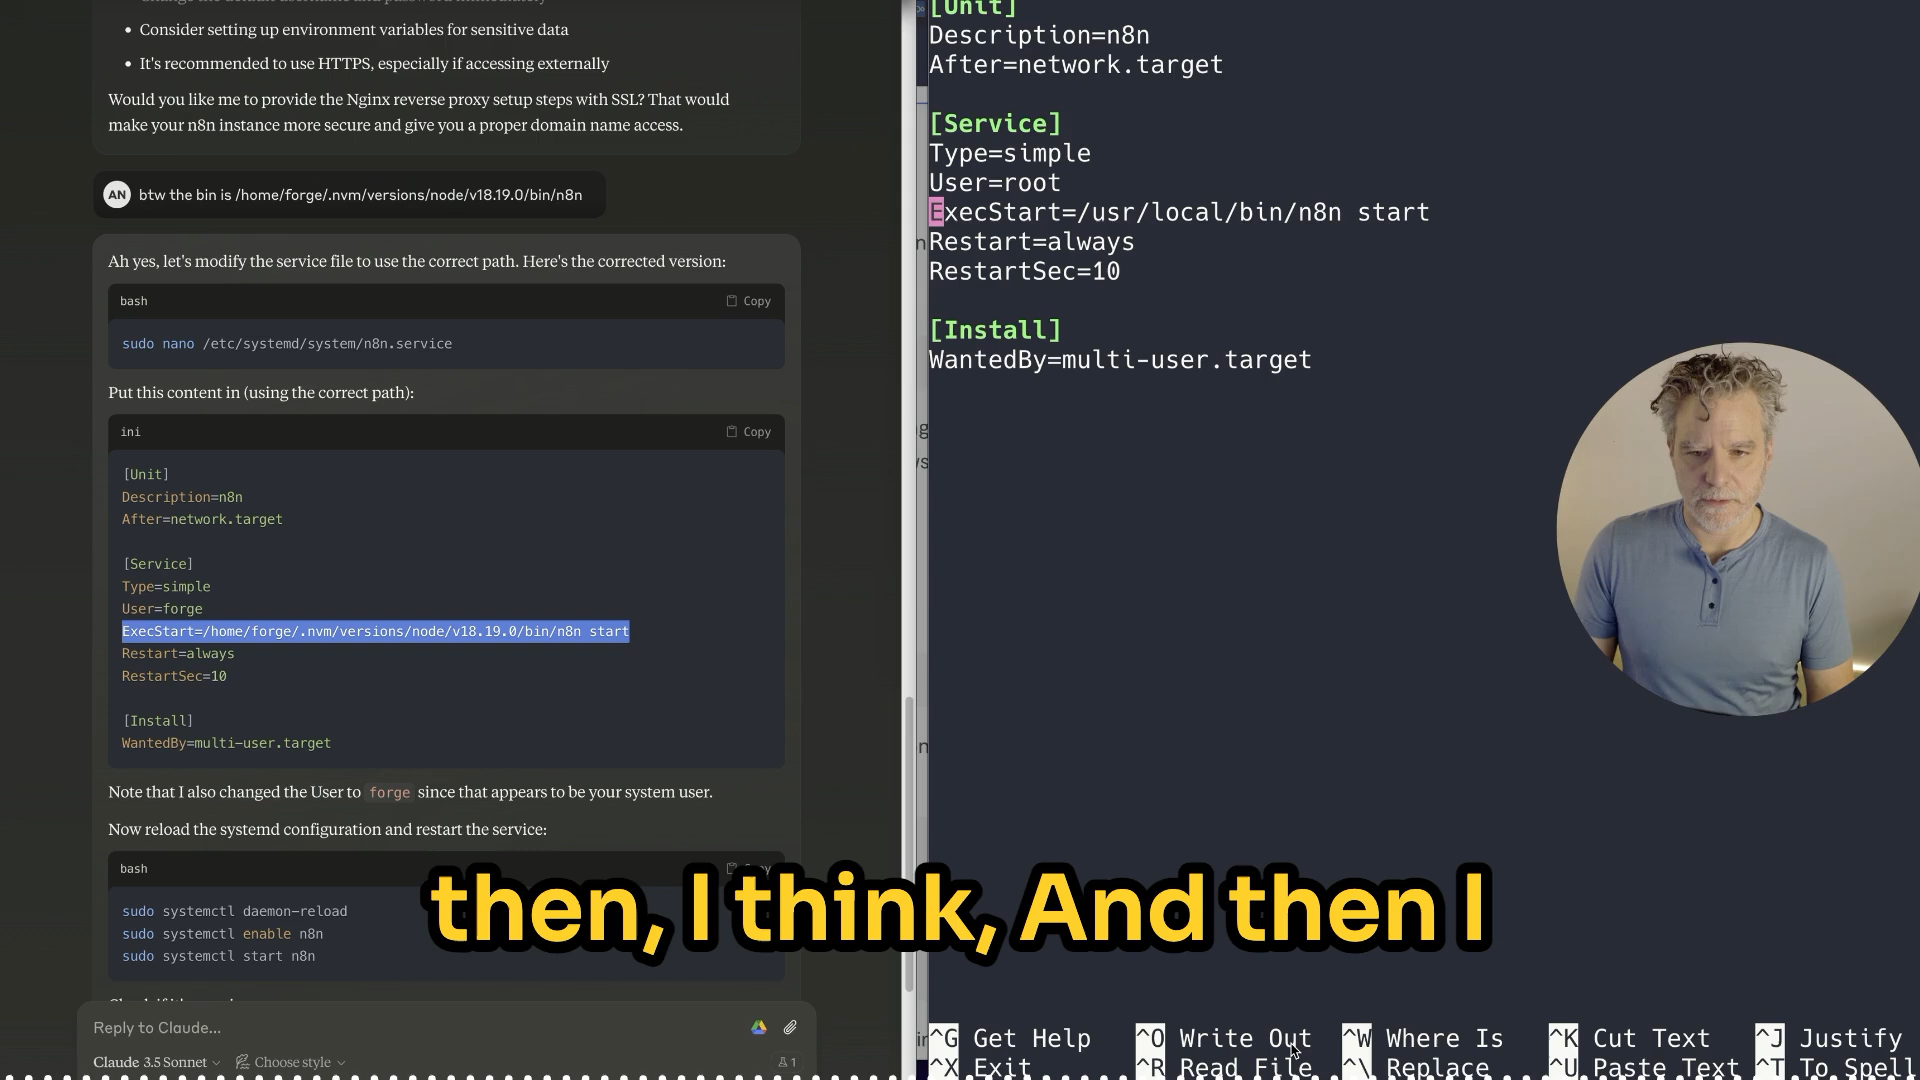 Change the default username and password immediately
• Consider setting up environment variables for sensitive data
• It's recommended to use HTTPS, especially if accessing externally
Would you like me to provide the Nginx reverse proxy setup steps with SSL? That would
make your n8n instance more secure and give you a proper domain name access.
AN btw the bin is /home/forge/.nvm/versions/node/v18.19.0/bin/n8n
Ah yes, let's modify the service file to use the correct path. Here's the corrected version:
bash Copy
sudo nano /etc/systemd/system/n8n.service
Put this content in (using the correct path):
ini Copy
[Unit]
Description=n8n
After=network.target
[Service]
Type=simple
User=forge
ExecStart=/home/forge/.nvm/versions/node/v18.19.0/bin/n8n start
Restart=always
RestartSec=10
[Install]
WantedBy=multi-user.target
Note that I also changed the User to forge since that appears to be your system user.
Now reload the systemd configuration and restart the service:
bash Copy
sudo systemctl daemon-reload
sudo systemctl enable n8n
sudo systemctl start n8n
Reply to Claude...
Claude 3.5 Sonnet Choose style 1
[Unit]
Description=n8n
After=network.target
[Service]
Type=simple
User=root
ExecStart=/usr/local/bin/n8n start
Restart=always
RestartSec=10
[Install]
WantedBy=multi-user.target
then, I think, And then I
^G Get Help ^O Write Out ^W Where Is ^K Cut Text ^J Justify
^X Exit ^R Read File ^\ Replace ^U Paste Text ^T To Spell